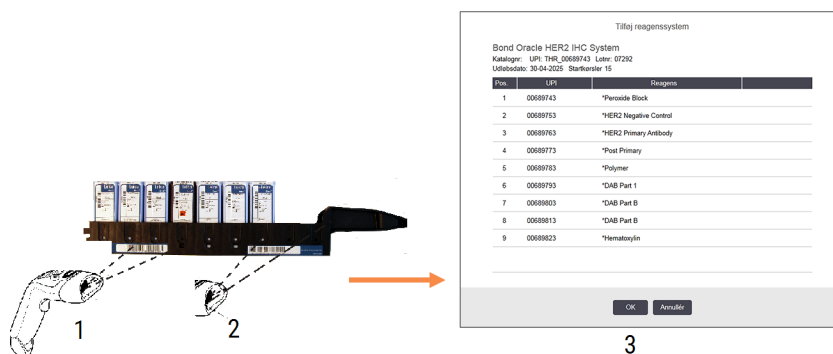 Tilføj reagenssystem
Bond Oracle HER2 IHC System
Katalognr: UPI: THR_00689743 Lotnr: 07292
Udløbsdato: 30-04-2025 Startkørsler 15
Pos. UPI Reagens
1 00689743 *Peroxide Block
2 00689753 *HER2 Negative Control
3 00689763 *HER2 Primary Antibody
4 00689773 *Post Primary
5 00689783 *Polymer
6 00689793 *DAB Part 1
7 00689803 *DAB Part B
8 00689813 *DAB Part B
9 00689823 *Hematoxylin
OK Annullér
1
2
3